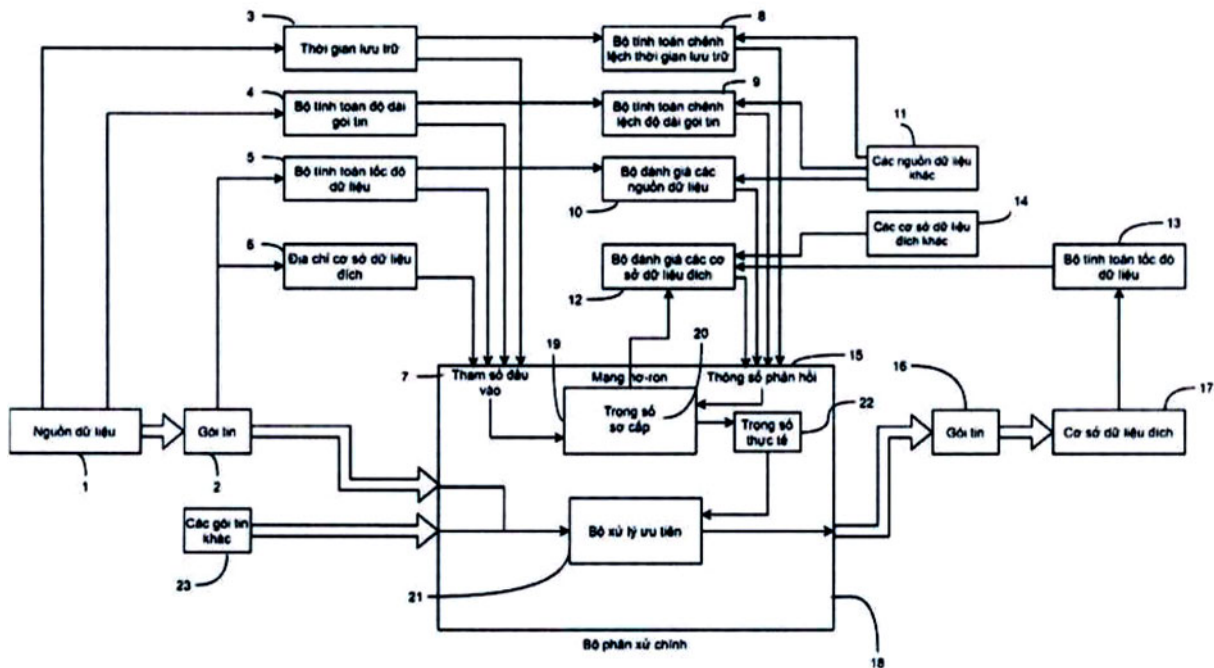 3
Thời gian lưu trữ
8
Bộ tính toán chênh
lệch thời gian lưu trữ
4
Bộ tính toán độ dài
gói tin
9
Bộ tính toán chênh
lệch độ dài gói tin
11
Các nguồn dữ liệu
khác
5
Bộ tính toán tốc độ
dữ liệu
Bộ đánh giá các
nguồn dữ liệu
10
14
Các cơ sở dữ liệu
đích khác
6
Địa chỉ cơ sở dữ liệu
đích
Bộ đánh giá các cơ
sở dữ liệu đích
12
13
Bộ tính toán tốc độ
dữ liệu
7
Tham số đầu
vào
19
Mạng nơ-ron
20
Thông số phản hồi
15
Trọng số
sơ cấp
22
Trọng số
thực tế
16
17
Nguồn dữ liệu
1
Gói tin
2
Gói tin
Cơ sở dữ liệu đích
Các gói tin
khác
23
Bộ xử lý ưu tiên
21
18
Bộ phân xử chính